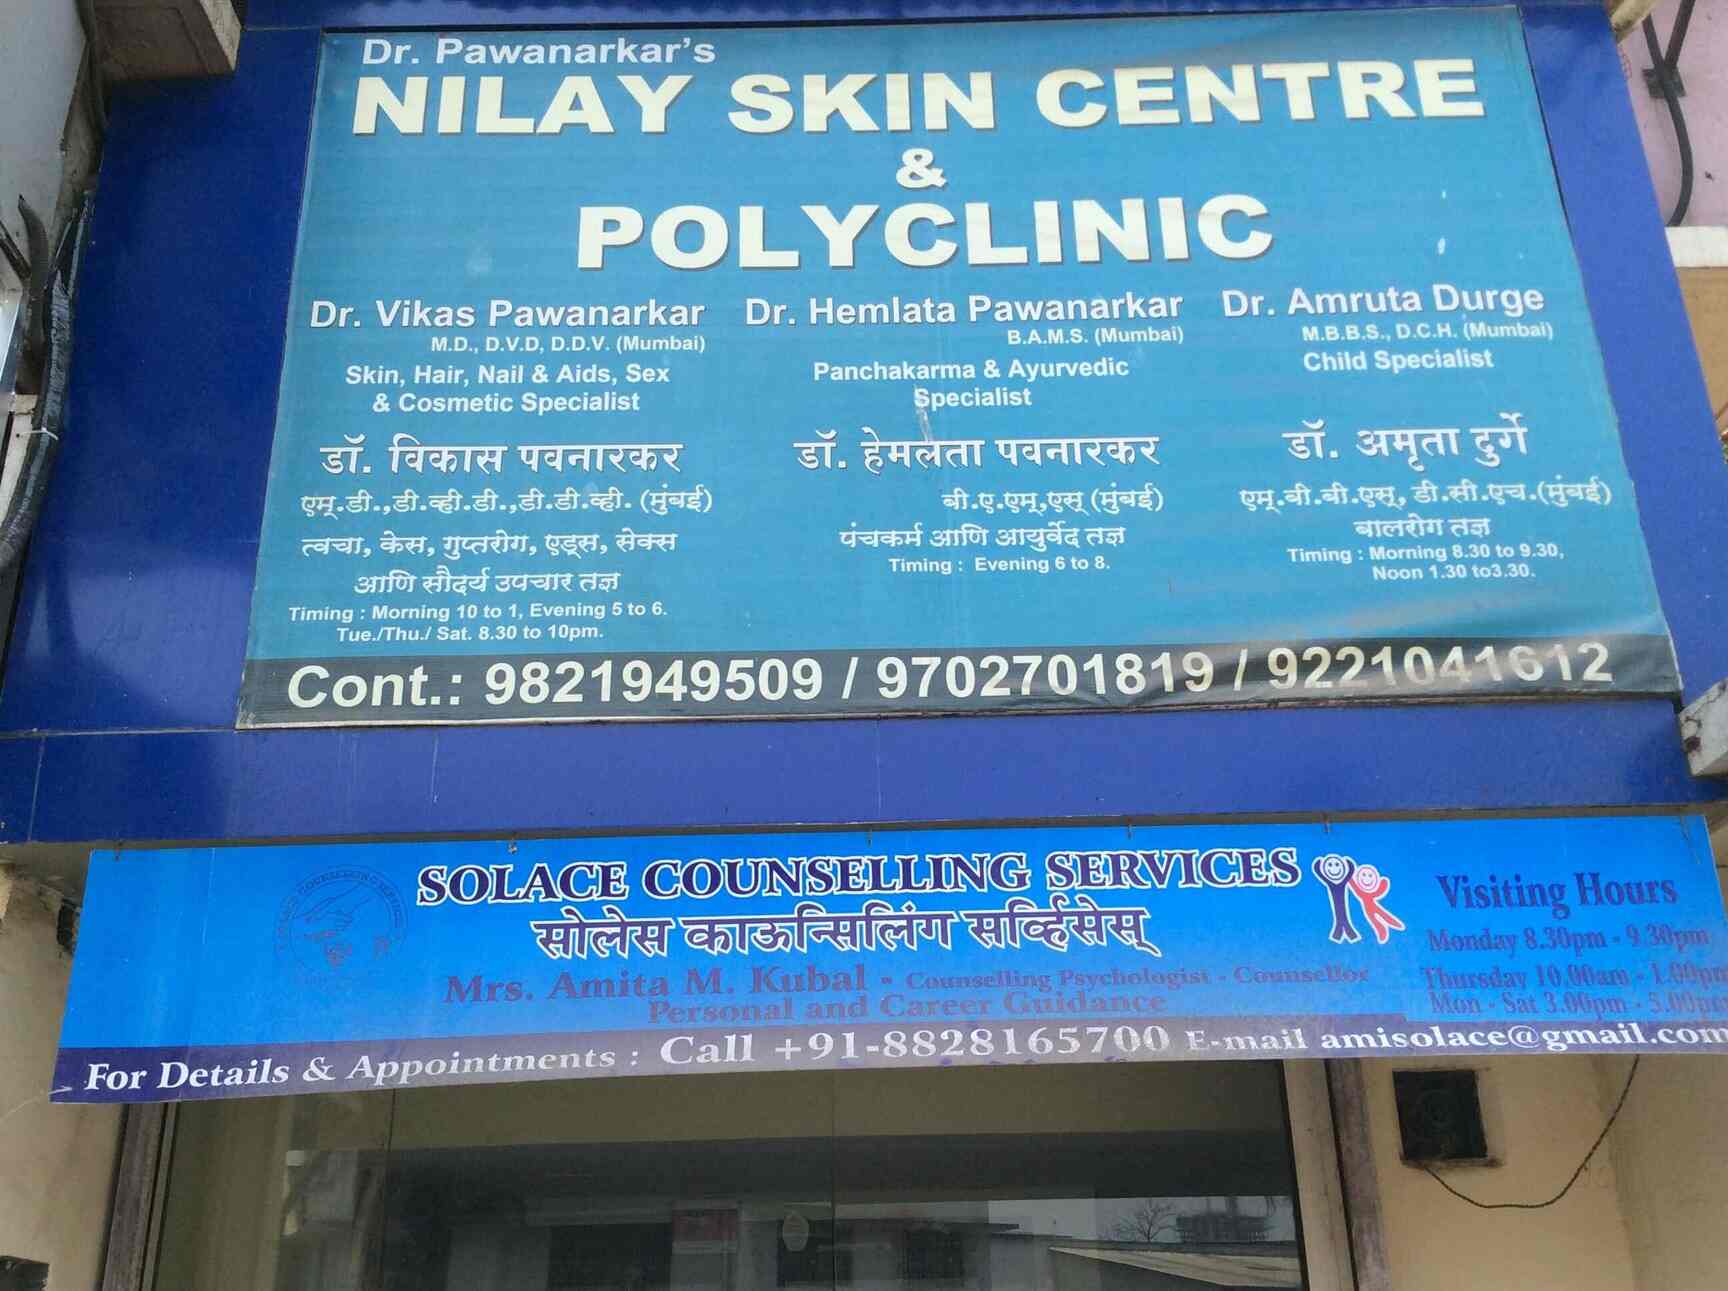 Dr. Pawanarkar's
NILAY SKIN CENTRE
&
POLYCLINIC
Dr. Vikas Pawanarkar
M.D., D.V.D, D.D.V. (Mumbai)
Skin, Hair, Nail & Aids, Sex
& Cosmetic Specialist
डॉ. विकास पवनारकर
एम्.डी.,डी.व्ही.डी.,डी.डी.व्ही. (मुंबई)
त्वचा, केस, गुप्तरोग, एड्स, सेक्स
आणि सौदर्य उपचार तज्ञ
Timing : Morning 10 to 1, Evening 5 to 6.
Tue./Thu./ Sat. 8.30 to 10pm.
Dr. Hemlata Pawanarkar
B.A.M.S. (Mumbai)
Panchakarma & Ayurvedic
Specialist
डॉ. हेमलता पवनारकर
बी.ए.एम्,एस् (मुंबई)
पंचकर्म आणि आयुर्वेद तज्ञ
Timing : Evening 6 to 8.
Dr. Amruta Durge
M.B.B.S., D.C.H. (Mumbai)
Child Specialist
डॉ. अमृता दुर्गे
एम्.बी.बी.एस्, डी.सी.एच.(मुंबई)
बालरोग तज्ञ
Timing : Morning 8.30 to 9.30,
Noon 1.30 to3.30.
Cont.: 9821949509 / 9702701819 / 9221041612
SOLACE COUNSELLING SERVICES
सोलेस काऊन्सिलिंग सर्व्हिसेस्
Mrs. Amita M. Kubal - Counselling Psychologist - Counsellor
Personal and Career Guidance
Visiting Hours
Monday 8.30pm - 9.30pm
Thursday 10.00am - 1.00pm
Mon - Sat 3.00pm - 5.00pm
For Details & Appointments : Call +91-8828165700 E-mail amisolace@gmail.com